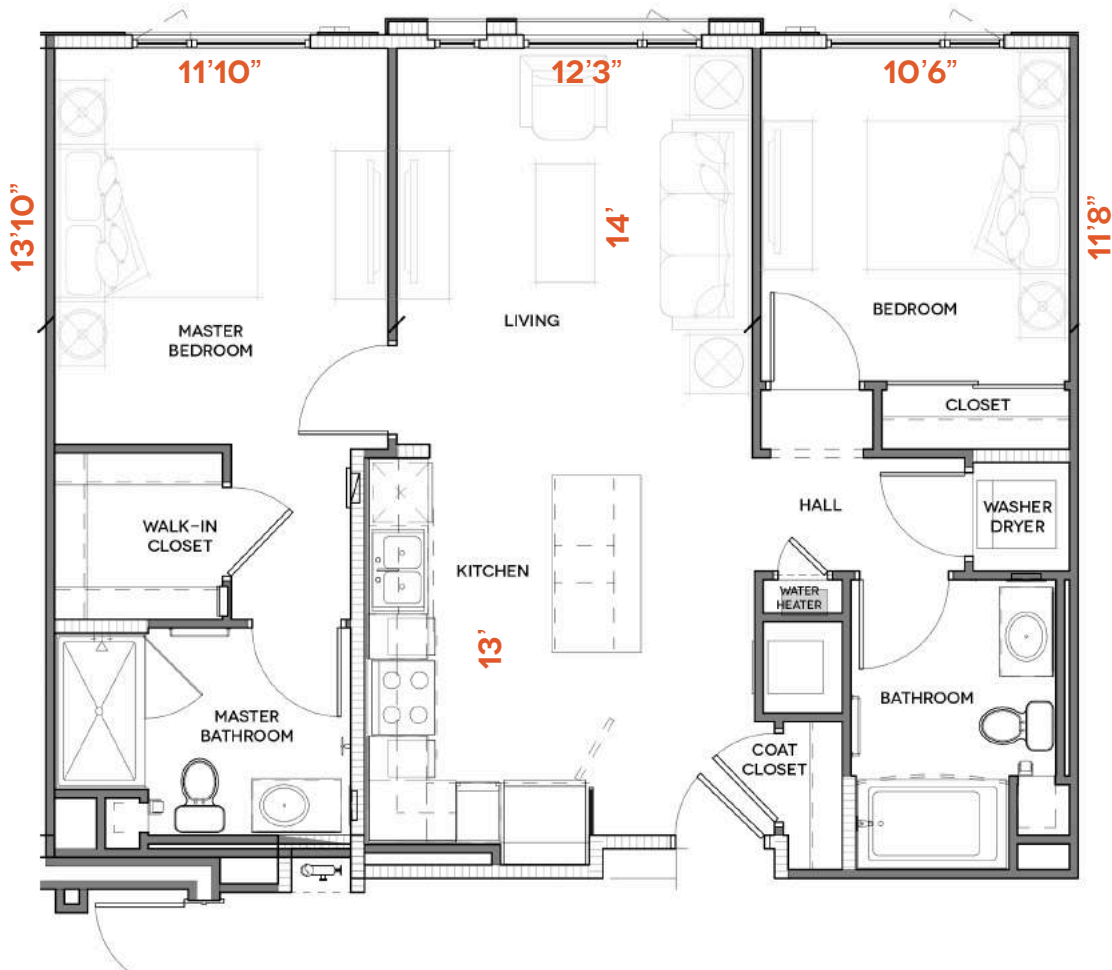 11’10”
12’3”
10’6”
13’10”
14’
11’8”
MASTER
BEDROOM
LIVING
BEDROOM
CLOSET
WALK-IN
CLOSET
HALL
WASHER
DRYER
KITCHEN
WATER
HEATER
13’
MASTER
BATHROOM
BATHROOM
COAT
CLOSET